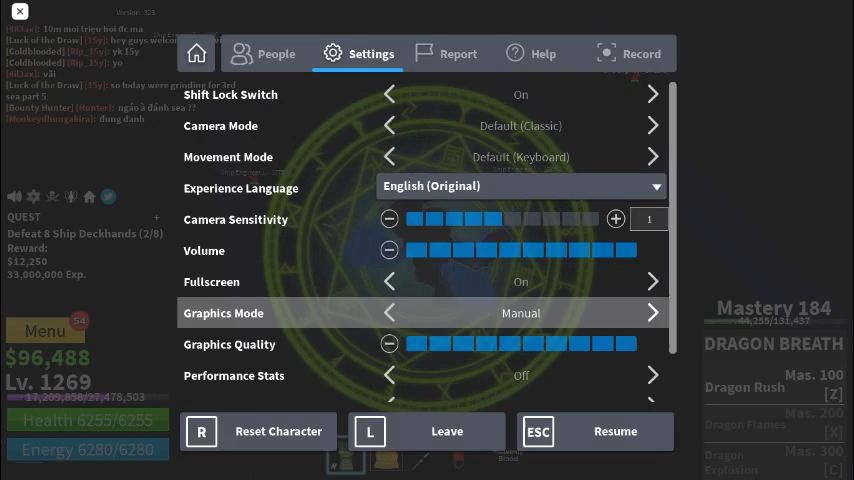 Version: 323
[4il3ax]: 10m moi triệu hoi đc ma
[Luck of the Draw] [15y]: hey guys welcom
[Coldblooded] [Rip_15y]: yk 15y
[Coldblooded] [Rip_15y]: yo
[4il3ax]: vãi
[Luck of the Draw] [15y]: so today were grinding for 3rd
sea part 5
[Bounty Hunter] [Hunter]: ngáo à đánh sea ??
dung danh
People
Settings
Report
Help
Record
Shift Lock Switch
On
Camera Mode
Default (Classic)
Movement Mode
Default (Keyboard)
Experience Language
English (Original)
Camera Sensitivity
1
Volume
Fullscreen
On
Graphics Mode
Manual
Graphics Quality
Performance Stats
Off
R Reset Character
L Leave
ESC Resume
QUEST +
Defeat 8 Ship Deckhands (2/8)
Reward:
$12,250
33,000,000 Exp.
54
Menu
$96,488
Lv. 1269
17,209,858/27,478,503
Health 6255/6255
Energy 6280/6280
Mastery 184
44,255/131,437
DRAGON BREATH
Mas. 100
Dragon Rush
[Z]
Mas. 200
Dragon Flames
[X]
Mas. 300
Dragon
Explosion
[C]
Blood